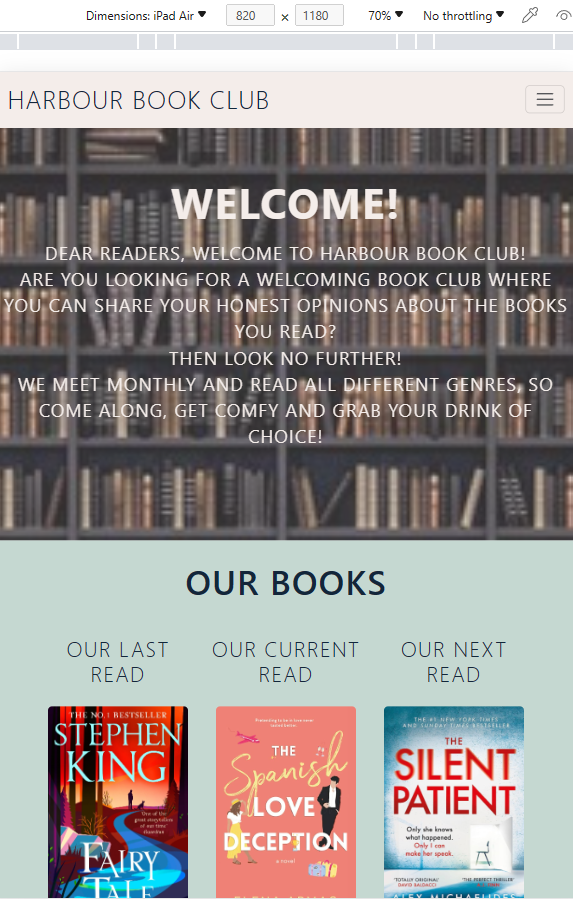 Dimensions: iPad Air 820 × 1180 70% No throttling
HARBOUR BOOK CLUB
WELCOME!
DEAR READERS, WELCOME TO HARBOUR BOOK CLUB!
ARE YOU LOOKING FOR A WELCOMING BOOK CLUB WHERE
YOU CAN SHARE YOUR HONEST OPINIONS ABOUT THE BOOKS
YOU READ?
THEN LOOK NO FURTHER!
WE MEET MONTHLY AND READ ALL DIFFERENT GENRES, SO
COME ALONG, GET COMFY AND GRAB YOUR DRINK OF
CHOICE!
OUR BOOKS
OUR LAST
READ
THE NO.1 BESTSELLER
STEPHEN
KING
One of the
great storytellers
of our time
FAIRY
TALE
OUR CURRENT
READ
Pretending to be in love never
THE
Spanish
LOVE
DECEPTION
a novel
OUR NEXT
READ
THE #1 NEW YORK TIMES
AND SUNDAY TIMES BESTSELLER
THE
SILENT
PATIENT
Only she knows
what happened.
Only I can
make her speak.
'TOTALLY ORIGINAL'
DAVID BALDACCI
'THE PERFECT THRILLER'
ALEX MICHAELIDES